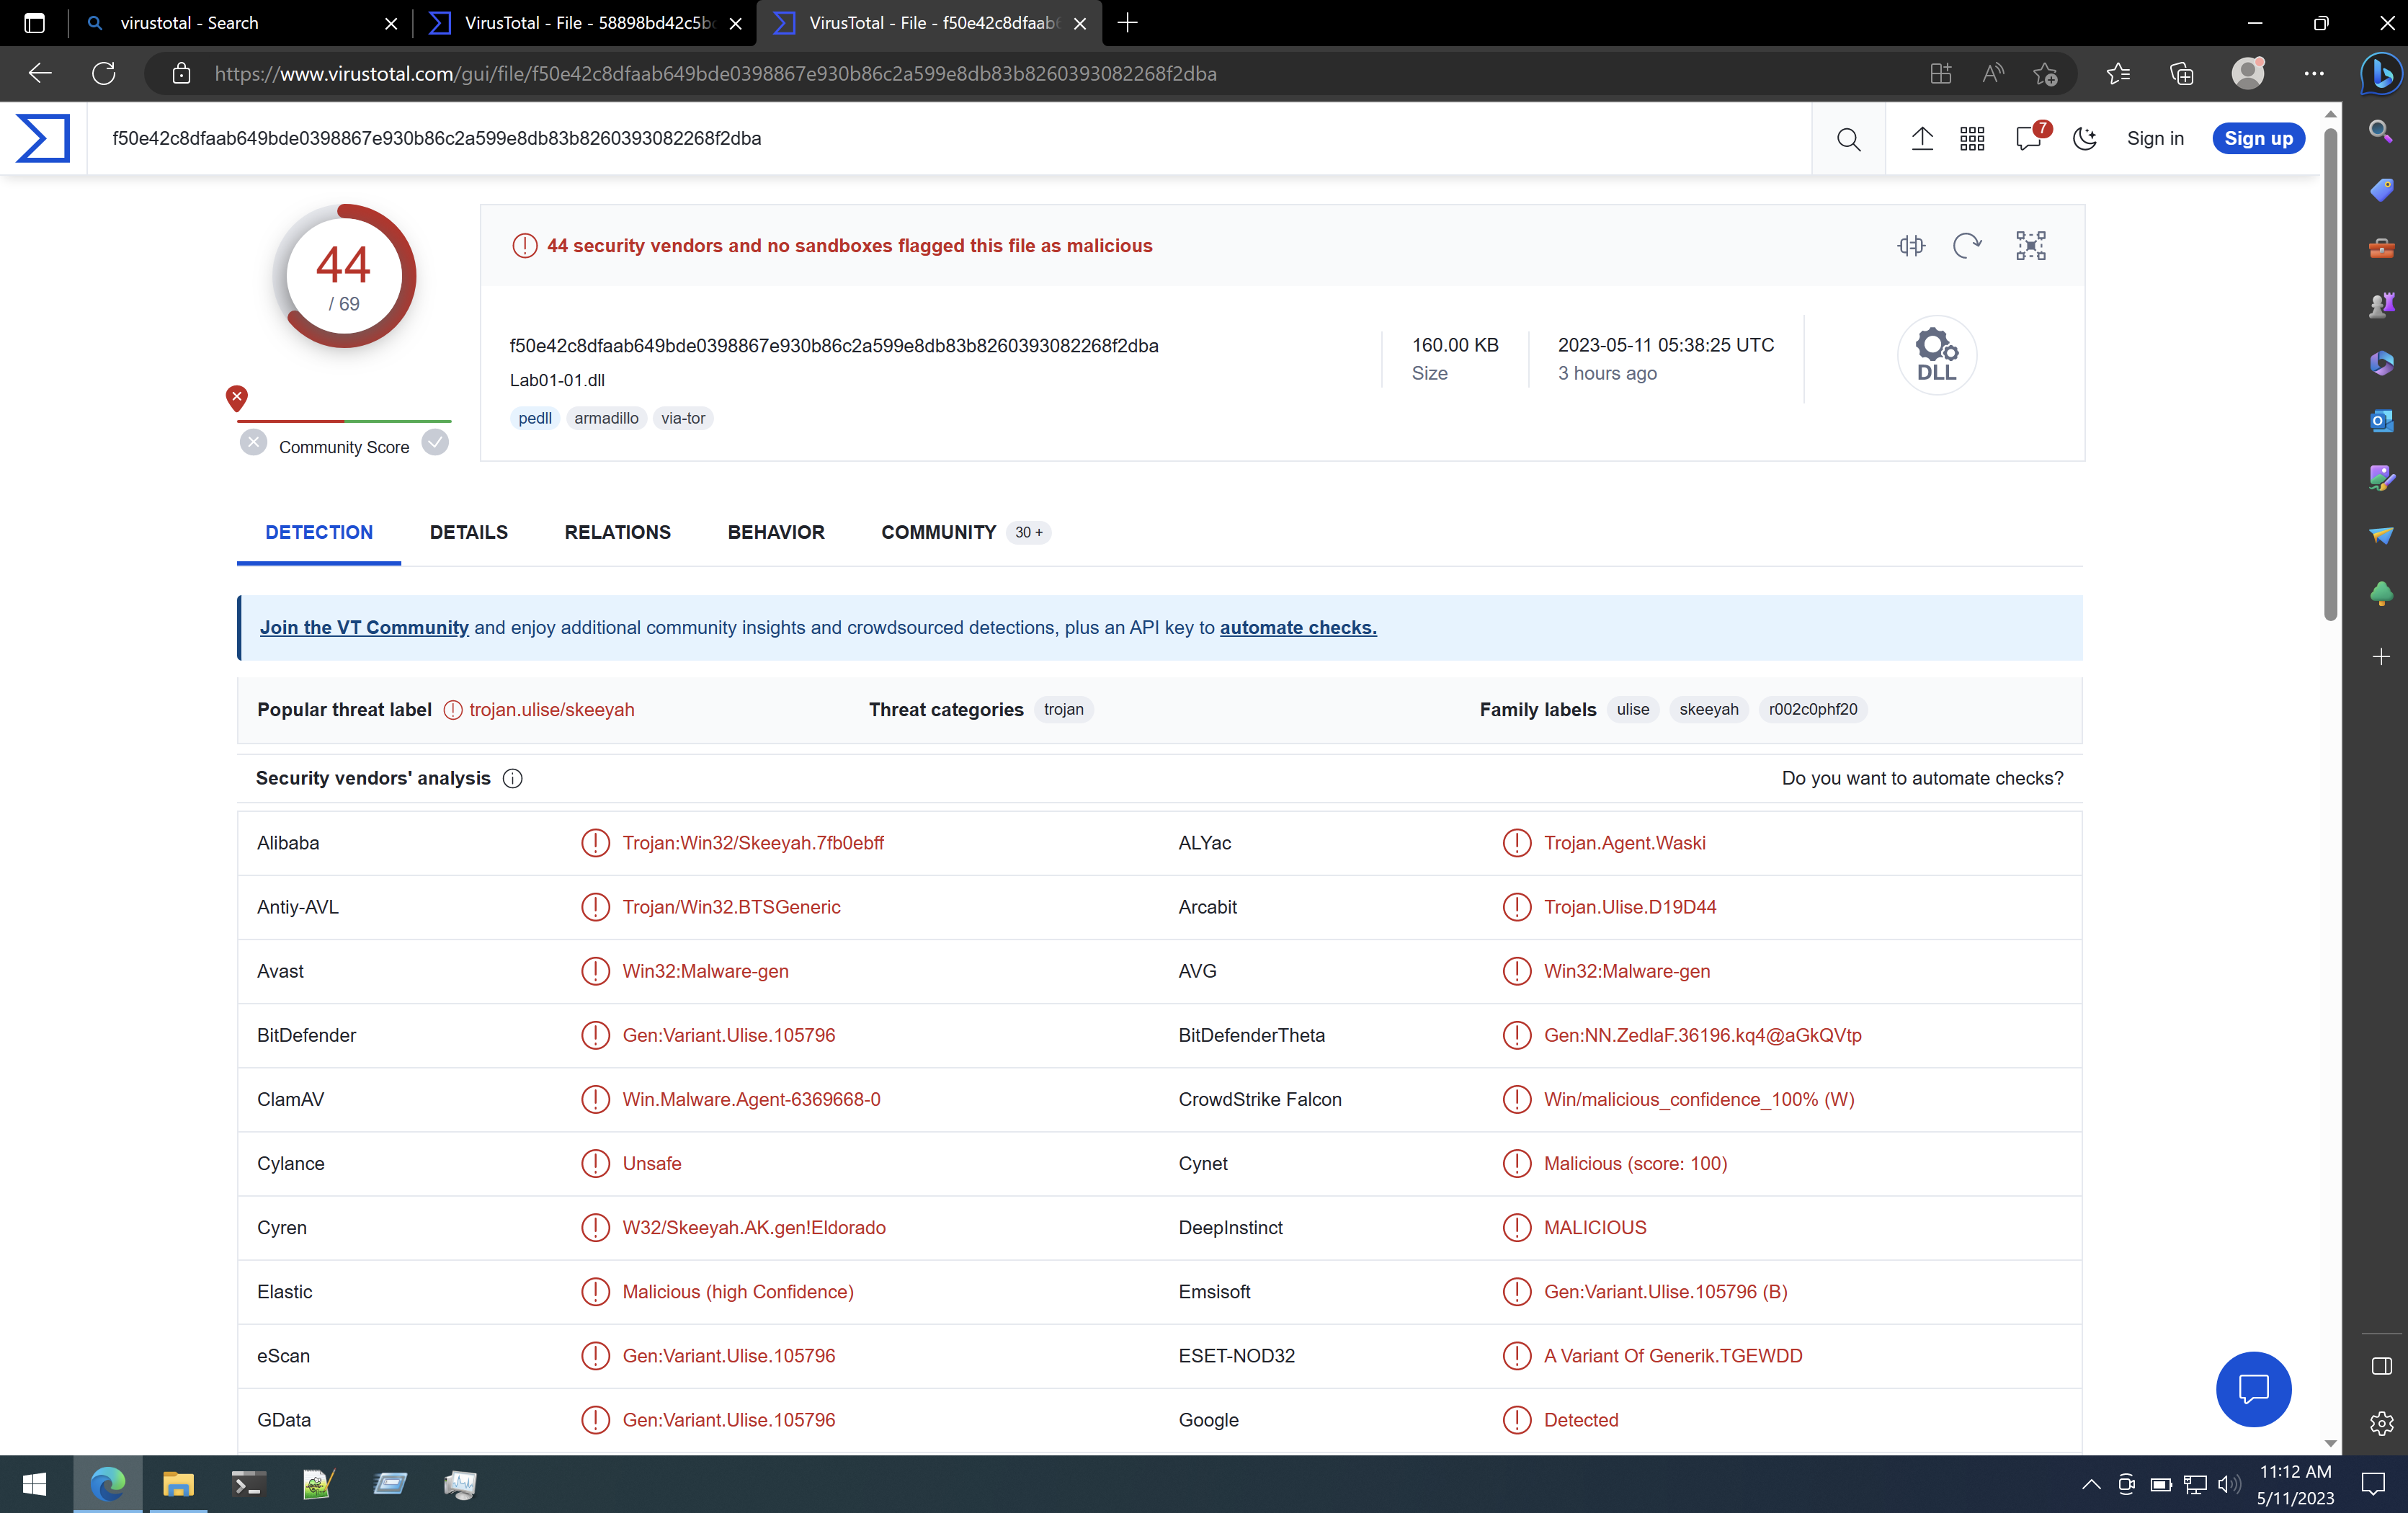 virustotal - Search
VirusTotal - File - 58898bd42c5bd
VirusTotal - File - f50e42c8dfaab6
https://www.virustotal.com/gui/file/f50e42c8dfaab649bde0398867e930b86c2a599e8db83b8260393082268f2dba
f50e42c8dfaab649bde0398867e930b86c2a599e8db83b8260393082268f2dba
7
Sign in
Sign up
44
/ 69
Community Score
44 security vendors and no sandboxes flagged this file as malicious
f50e42c8dfaab649bde0398867e930b86c2a599e8db83b8260393082268f2dba
Lab01-01.dll
pedll armadillo via-tor
160.00 KB
Size
2023-05-11 05:38:25 UTC
3 hours ago
DLL
DETECTION DETAILS RELATIONS BEHAVIOR COMMUNITY 30 +
Join the VT Community and enjoy additional community insights and crowdsourced detections, plus an API key to automate checks.
Popular threat label trojan.ulise/skeeyah Threat categories trojan Family labels ulise skeeyah r002c0phf20
Security vendors' analysis Do you want to automate checks?
Alibaba Trojan:Win32/Skeeyah.7fb0ebff ALYac Trojan.Agent.Waski
Antiy-AVL Trojan/Win32.BTSGeneric Arcabit Trojan.Ulise.D19D44
Avast Win32:Malware-gen AVG Win32:Malware-gen
BitDefender Gen:Variant.Ulise.105796 BitDefenderTheta Gen:NN.ZedlaF.36196.kq4@aGkQVtp
ClamAV Win.Malware.Agent-6369668-0 CrowdStrike Falcon Win/malicious_confidence_100% (W)
Cylance Unsafe Cynet Malicious (score: 100)
Cyren W32/Skeeyah.AK.gen!Eldorado DeepInstinct MALICIOUS
Elastic Malicious (high Confidence) Emsisoft Gen:Variant.Ulise.105796 (B)
eScan Gen:Variant.Ulise.105796 ESET-NOD32 A Variant Of Generik.TGEWDD
GData Gen:Variant.Ulise.105796 Google Detected
11:12 AM
5/11/2023